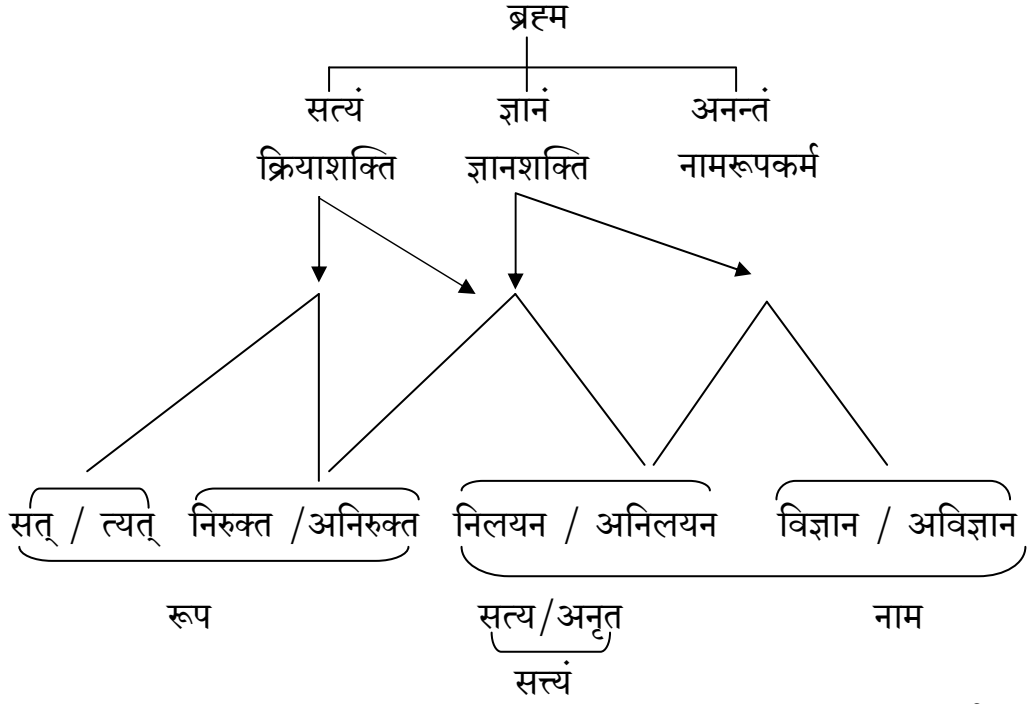 ब्रह्म
सत्यं ज्ञानं अनन्तं
क्रियाशक्ति ज्ञानशक्ति नामरूपकर्म
सत् / त्यत् निरुक्त /अनिरुक्त निलयन / अनिलयन विज्ञान / अविज्ञान
रूप सत्य/अनृत नाम
सत्त्यं